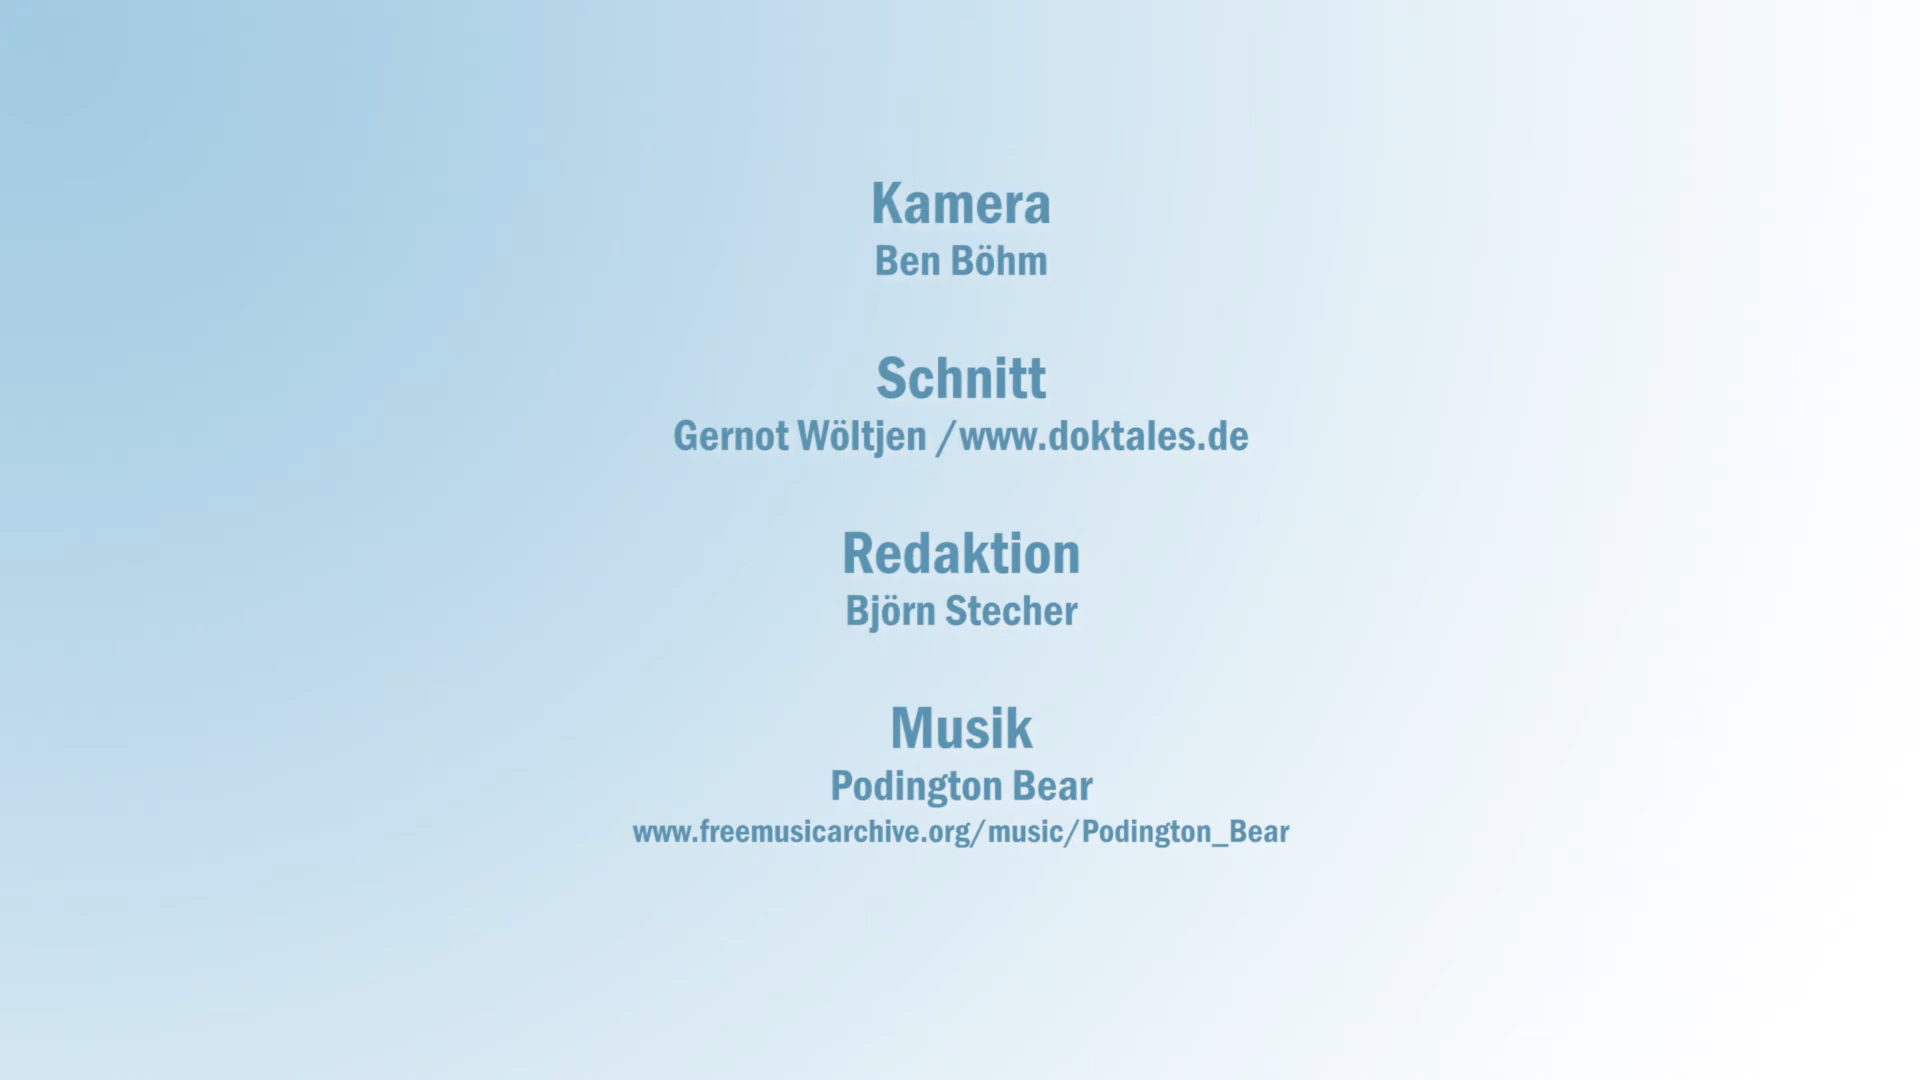 Kamera
Ben Böhm
Schnitt
Gernot Wöltjen /www.doktales.de
Redaktion
Björn Stecher
Musik
Podington Bear
www.freemusicarchive.org/music/Podington_Bear